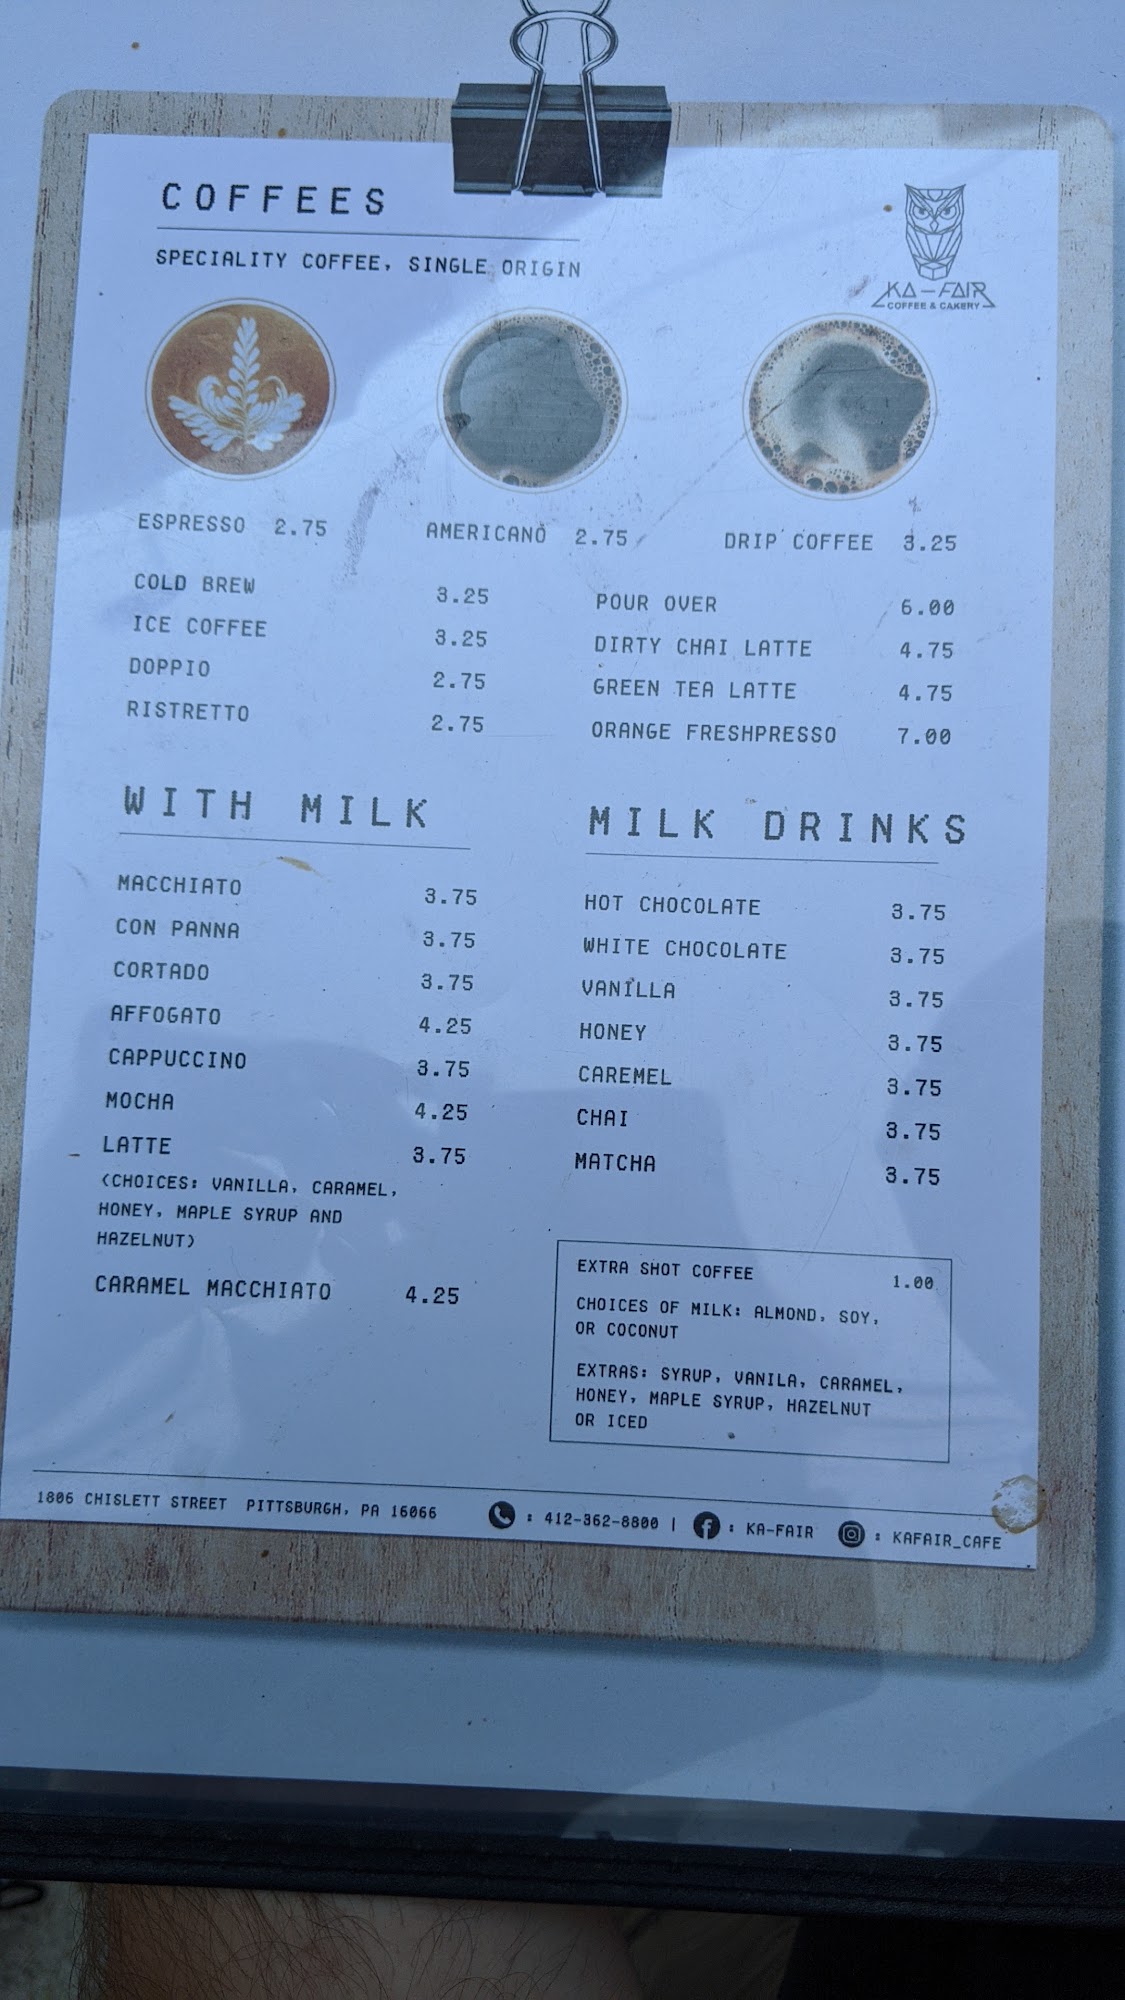 COFFEES
SPECIALITY COFFEE, SINGLE ORIGIN
KA-FAIR
COFFEE & CAKERY
ESPRESSO 2.75
AMERICANO 2.75
DRIP COFFEE 3.25
COLD BREW 3.25
ICE COFFEE 3.25
DOPPIO 2.75
RISTRETTO 2.75
POUR OVER 6.00
DIRTY CHAI LATTE 4.75
GREEN TEA LATTE 4.75
ORANGE FRESHPRESSO 7.00
WITH MILK
MACCHIATO 3.75
CON PANNA 3.75
CORTADO 3.75
AFFOGATO 4.25
CAPPUCCINO 3.75
MOCHA 4.25
LATTE 3.75
(CHOICES: VANILLA, CARAMEL,
HONEY, MAPLE SYRUP AND
HAZELNUT)
CARAMEL MACCHIATO 4.25
MILK DRINKS
HOT CHOCOLATE 3.75
WHITE CHOCOLATE 3.75
VANILLA 3.75
HONEY 3.75
CAREMEL 3.75
CHAI 3.75
MATCHA 3.75
EXTRA SHOT COFFEE 1.00
CHOICES OF MILK: ALMOND, SOY,
OR COCONUT
EXTRAS: SYRUP, VANILA, CARAMEL,
HONEY, MAPLE SYRUP, HAZELNUT
OR ICED
1806 CHISLETT STREET PITTSBURGH, PA 16066 : 412-362-8800 | : KA-FAIR : KAFAIR_CAFE